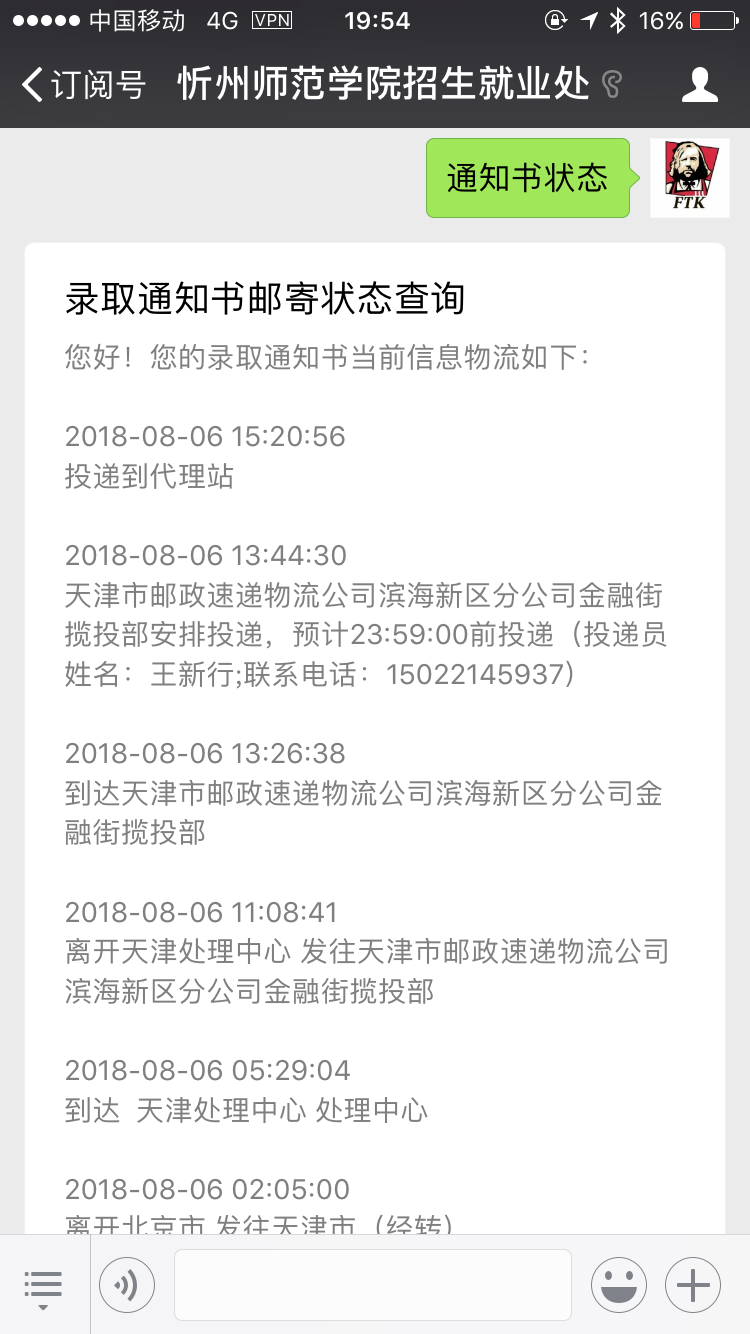 中国移动 4G VPN 19:54 16%
订阅号 忻州师范学院招生就业处
通知书状态
FTK
录取通知书邮寄状态查询
您好！您的录取通知书当前信息物流如下：
2018-08-06 15:20:56
投递到代理站
2018-08-06 13:44:30
天津市邮政速递物流公司滨海新区分公司金融街
揽投部安排投递，预计23:59:00前投递（投递员
姓名：王新行;联系电话：15022145937）
2018-08-06 13:26:38
到达天津市邮政速递物流公司滨海新区分公司金
融街揽投部
2018-08-06 11:08:41
离开天津处理中心 发往天津市邮政速递物流公司
滨海新区分公司金融街揽投部
2018-08-06 05:29:04
到达 天津处理中心 处理中心
2018-08-06 02:05:00
离开北京市 发往天津市（经转）